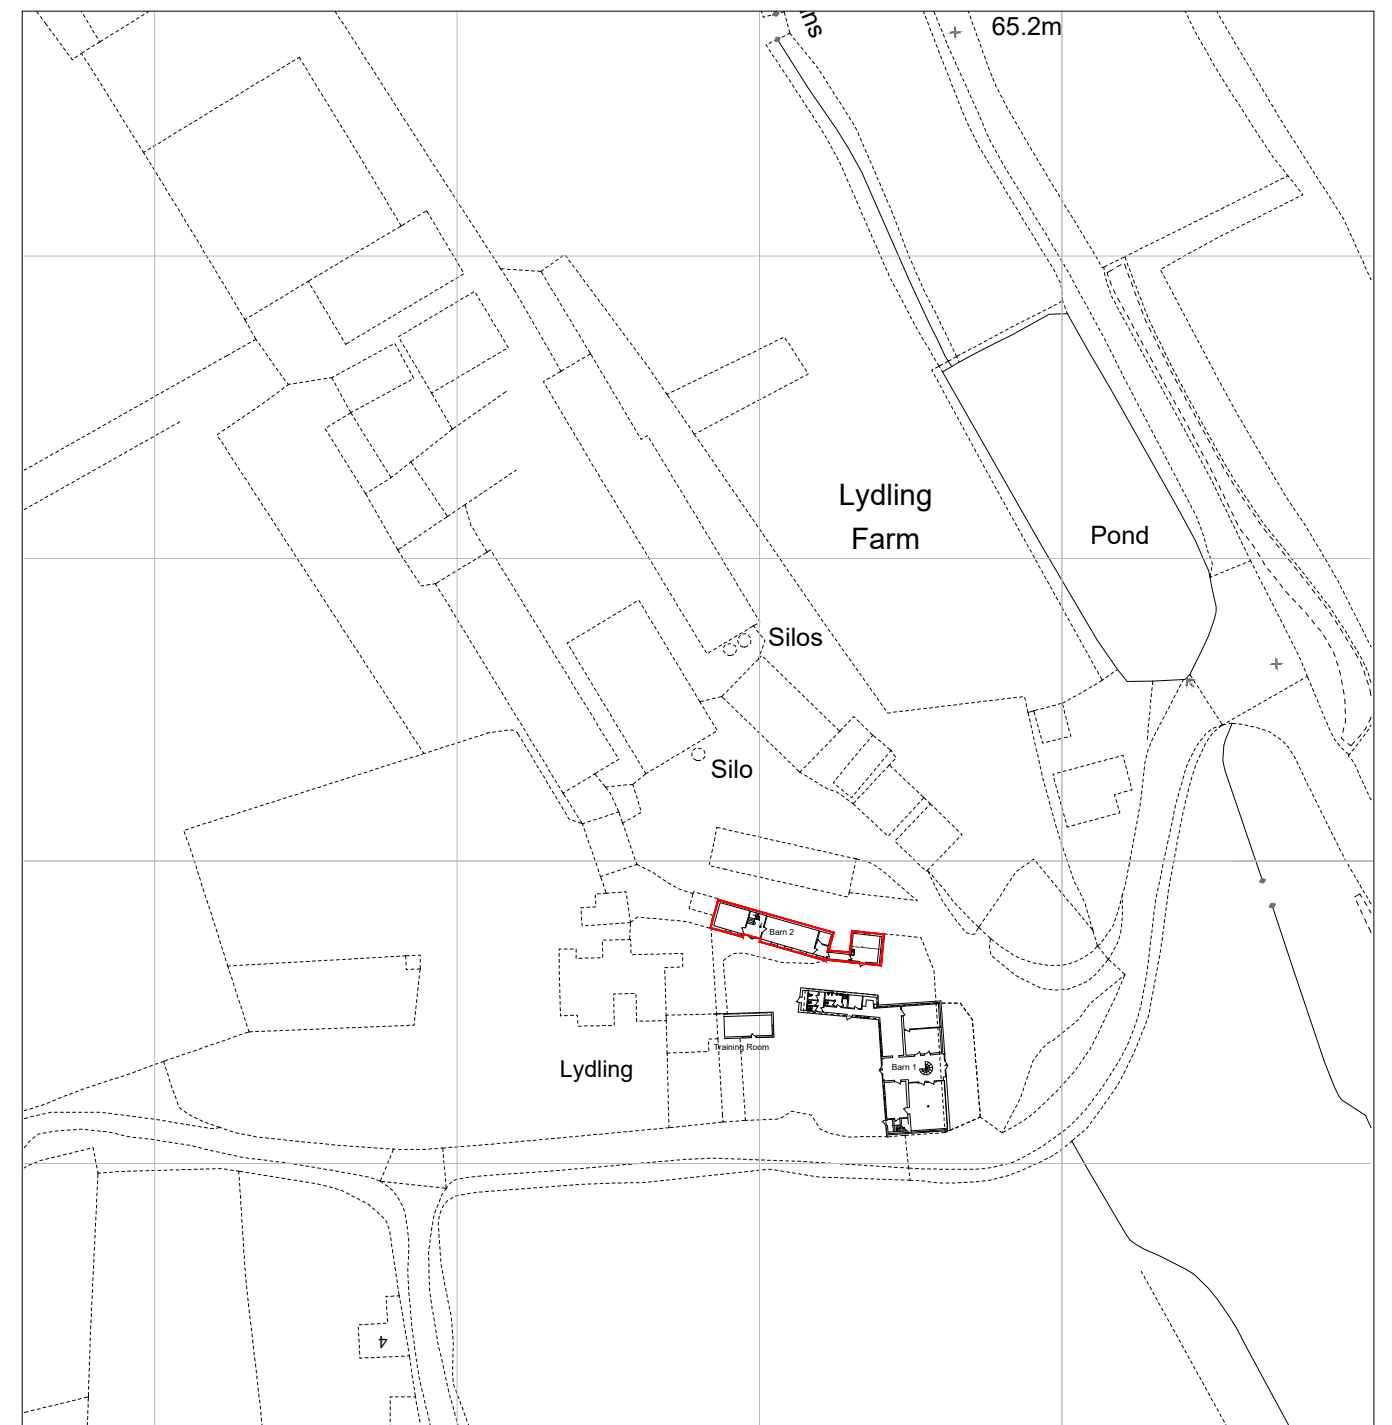 65.2m
Lydling
Farm
Pond
Silos
Silo
Barn 2
Training Room
Lydling
Barn 1
4